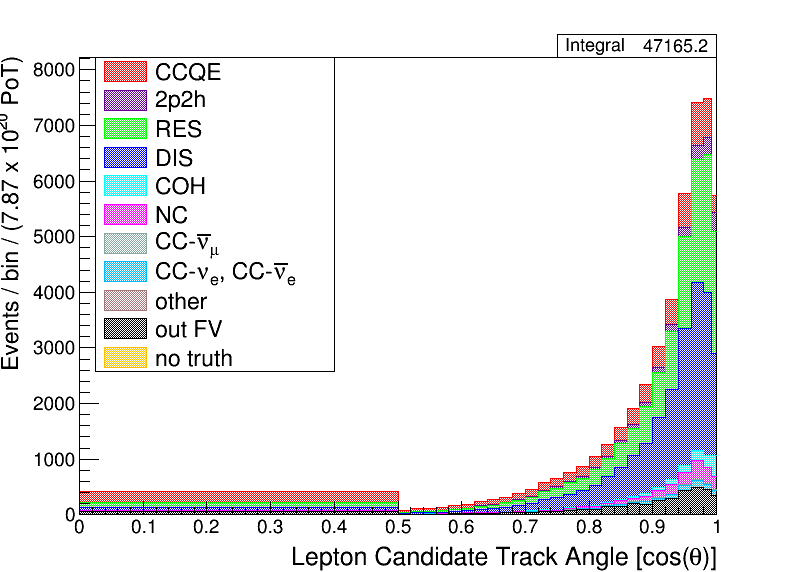 Integral 47165.2
Events / bin / (7.87 x 10^20 PoT)
8000
7000
6000
5000
4000
3000
2000
1000
0
CCQE
2p2h
RES
DIS
COH
NC
CC-ν̅μ
CC-νe, CC-ν̅e
other
out FV
no truth
0 0.1 0.2 0.3 0.4 0.5 0.6 0.7 0.8 0.9 1
Lepton Candidate Track Angle [cos(θ)]